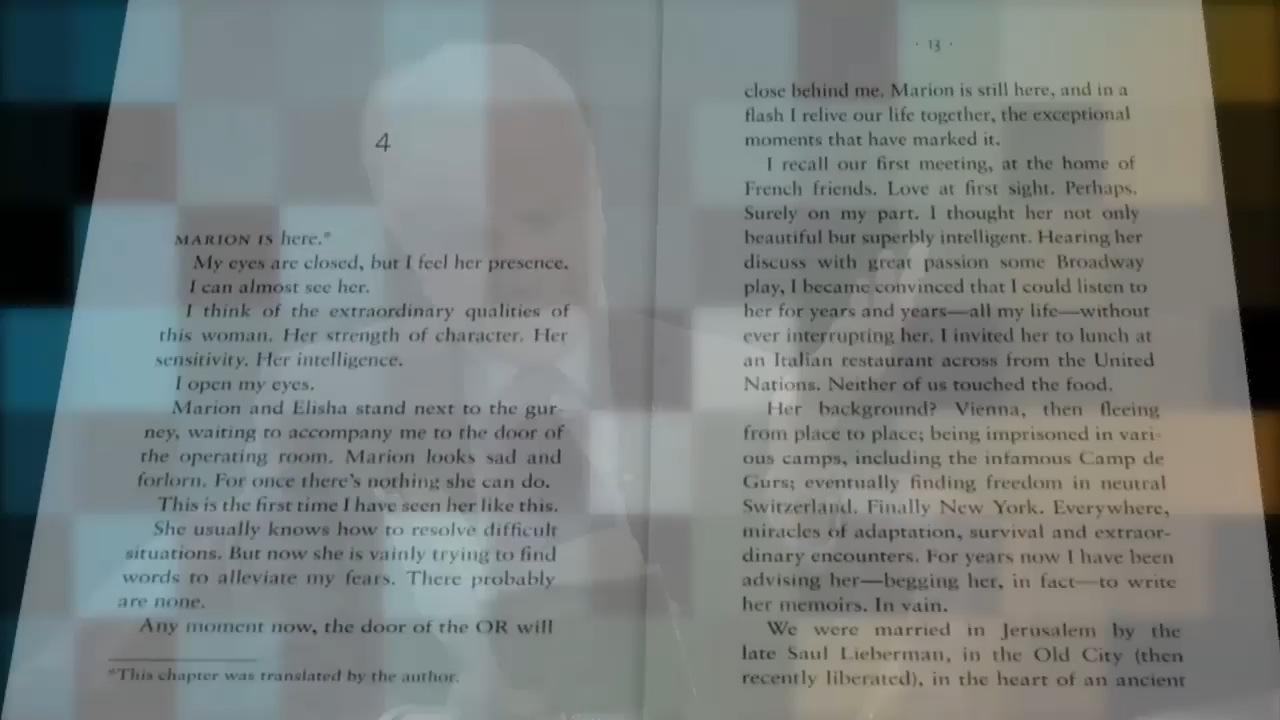 4
MARION IS here.*
My eyes are closed, but I feel her presence.
I can almost see her.
I think of the extraordinary qualities of
this woman. Her strength of character. Her
sensitivity. Her intelligence.
I open my eyes.
Marion and Elisha stand next to the gur-
ney, waiting to accompany me to the door of
the operating room. Marion looks sad and
forlorn. For once there's nothing she can do.
This is the first time I have seen her like this.
She usually knows how to resolve difficult
situations. But now she is vainly trying to find
words to alleviate my fears. There probably
are none.
Any moment now, the door of the OR will
*This chapter was translated by the author.
· 13 ·
close behind me. Marion is still here, and in a
flash I relive our life together, the exceptional
moments that have marked it.
I recall our first meeting, at the home of
French friends. Love at first sight. Perhaps.
Surely on my part. I thought her not only
beautiful but superbly intelligent. Hearing her
discuss with great passion some Broadway
play, I became convinced that I could listen to
her for years and years—all my life—without
ever interrupting her. I invited her to lunch at
an Italian restaurant across from the United
Nations. Neither of us touched the food.
Her background? Vienna, then fleeing
from place to place; being imprisoned in vari-
ous camps, including the infamous Camp de
Gurs; eventually finding freedom in neutral
Switzerland. Finally New York. Everywhere,
miracles of adaptation, survival and extraor-
dinary encounters. For years now I have been
advising her—begging her, in fact—to write
her memoirs. In vain.
We were married in Jerusalem by the
late Saul Lieberman, in the Old City (then
recently liberated), in the heart of an ancient